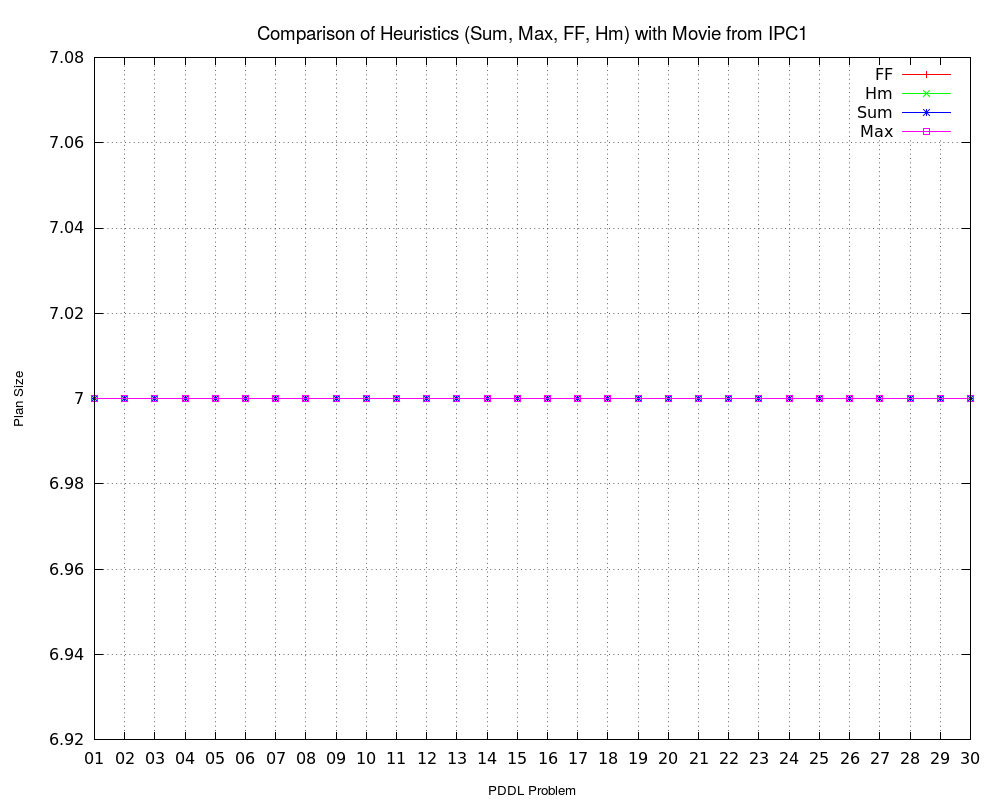 Comparison of Heuristics (Sum, Max, FF, Hm) with Movie from IPC1
7.08
7.06
7.04
7.02
7
6.98
6.96
6.94
6.92
Plan Size
FF
Hm
Sum
Max
01 02 03 04 05 06 07 08 09 10 11 12 13 14 15 16 17 18 19 20 21 22 23 24 25 26 27 28 29 30
PDDL Problem